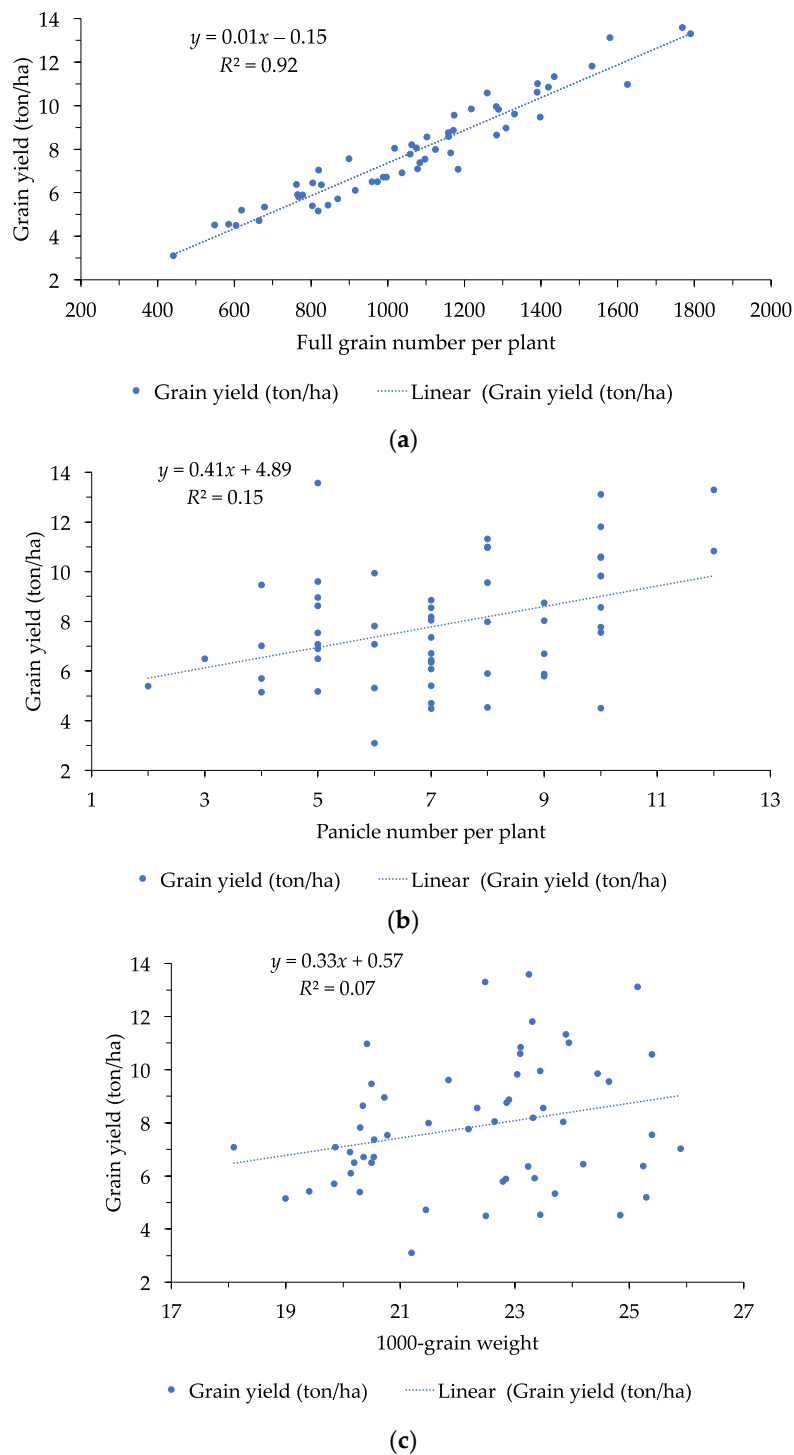 y = 0.01x – 0.15
R² = 0.92
14
12
10
8
6
4
2
Grain yield (ton/ha)
200 400 600 800 1000 1200 1400 1600 1800 2000
Full grain number per plant
Grain yield (ton/ha) Linear (Grain yield (ton/ha)
(a)
y = 0.41x + 4.89
R² = 0.15
14
12
10
8
6
4
2
Grain yield (ton/ha)
1 3 5 7 9 11 13
Panicle number per plant
Grain yield (ton/ha) Linear (Grain yield (ton/ha)
(b)
y = 0.33x + 0.57
R² = 0.07
14
12
10
8
6
4
2
Grain yield (ton/ha)
17 19 21 23 25 27
1000-grain weight
Grain yield (ton/ha) Linear (Grain yield (ton/ha)
(c)